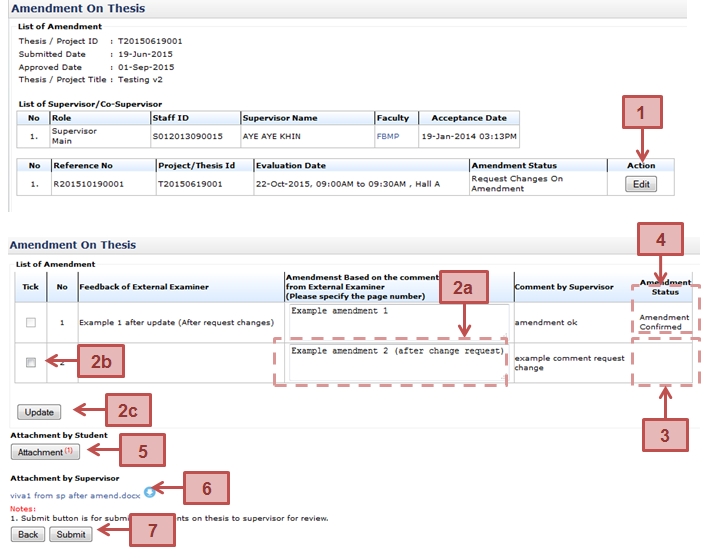 Amendment On Thesis
List of Amendment
Thesis / Project ID : T20150619001
Submitted Date : 19-Jun-2015
Approved Date : 01-Sep-2015
Thesis / Project Title : Testing v2
List of Supervisor/Co-Supervisor
No Role Staff ID Supervisor Name Faculty Acceptance Date
1. Supervisor Main S012013090015 AYE AYE KHIN FBMP 19-Jan-2014 03:13PM
1
No Reference No Project/Thesis Id Evaluation Date Amendment Status Action
1. R201510190001 T20150619001 22-Oct-2015, 09:00AM to 09:30AM , Hall A Request Changes On Amendment Edit
Amendment On Thesis
4
List of Amendment
2a
Tick No Feedback of External Examiner Amendmenst Based on the comment from External Examiner (Please specify the page number) Comment by Supervisor Amendment Status
1 Example 1 after update (After request changes) Example amendment 1 amendment ok Amendment Confirmed
2b
Example amendment 2 (after change request) example comment request change
Update
2c
3
Attachment by Student
Attachment (1)
5
Attachment by Supervisor
6
viva1 from sp after amend.docx
Notes:
1. Submit button is for on thesis to supervisor for review.
Back Submit
7